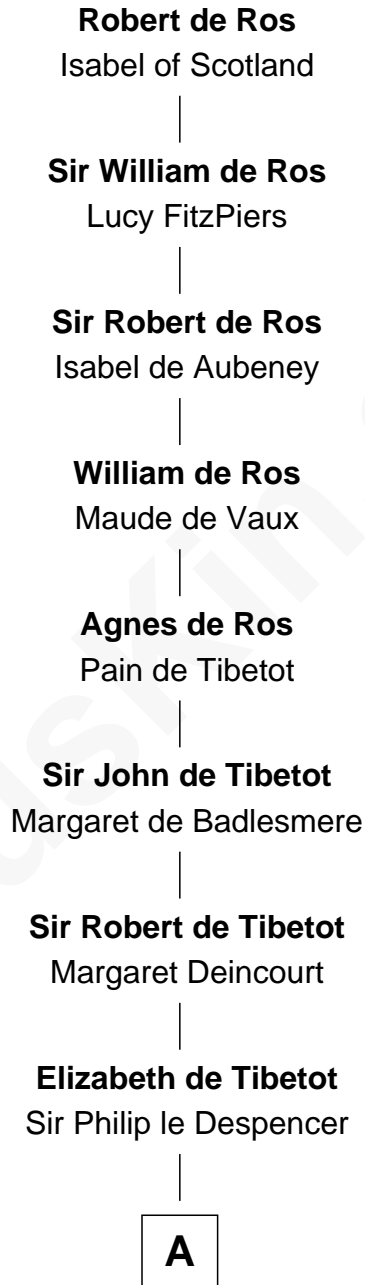 Robert de Ros
Isabel of Scotland
Sir William de Ros
Lucy FitzPiers
Sir Robert de Ros
Isabel de Aubeney
William de Ros
Maude de Vaux
Agnes de Ros
Pain de Tibetot
Sir John de Tibetot
Margaret de Badlesmere
Sir Robert de Tibetot
Margaret Deincourt
Elizabeth de Tibetot
Sir Philip le Despencer
A